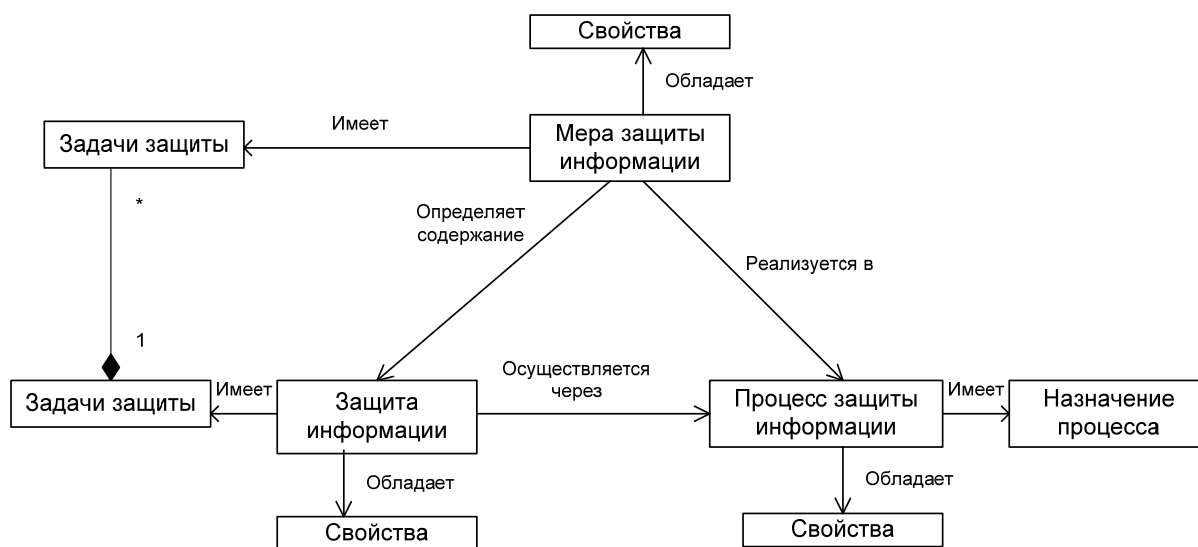 Свойства
Обладает
Имеет
Задачи защиты
Мера защиты
информации
*
Определяет
содержание
Реализуется в
1
Имеет
Осуществляется
через
Имеет
Задачи защиты
Защита
информации
Процесс защиты
информации
Назначение
процесса
Обладает
Обладает
Свойства
Свойства